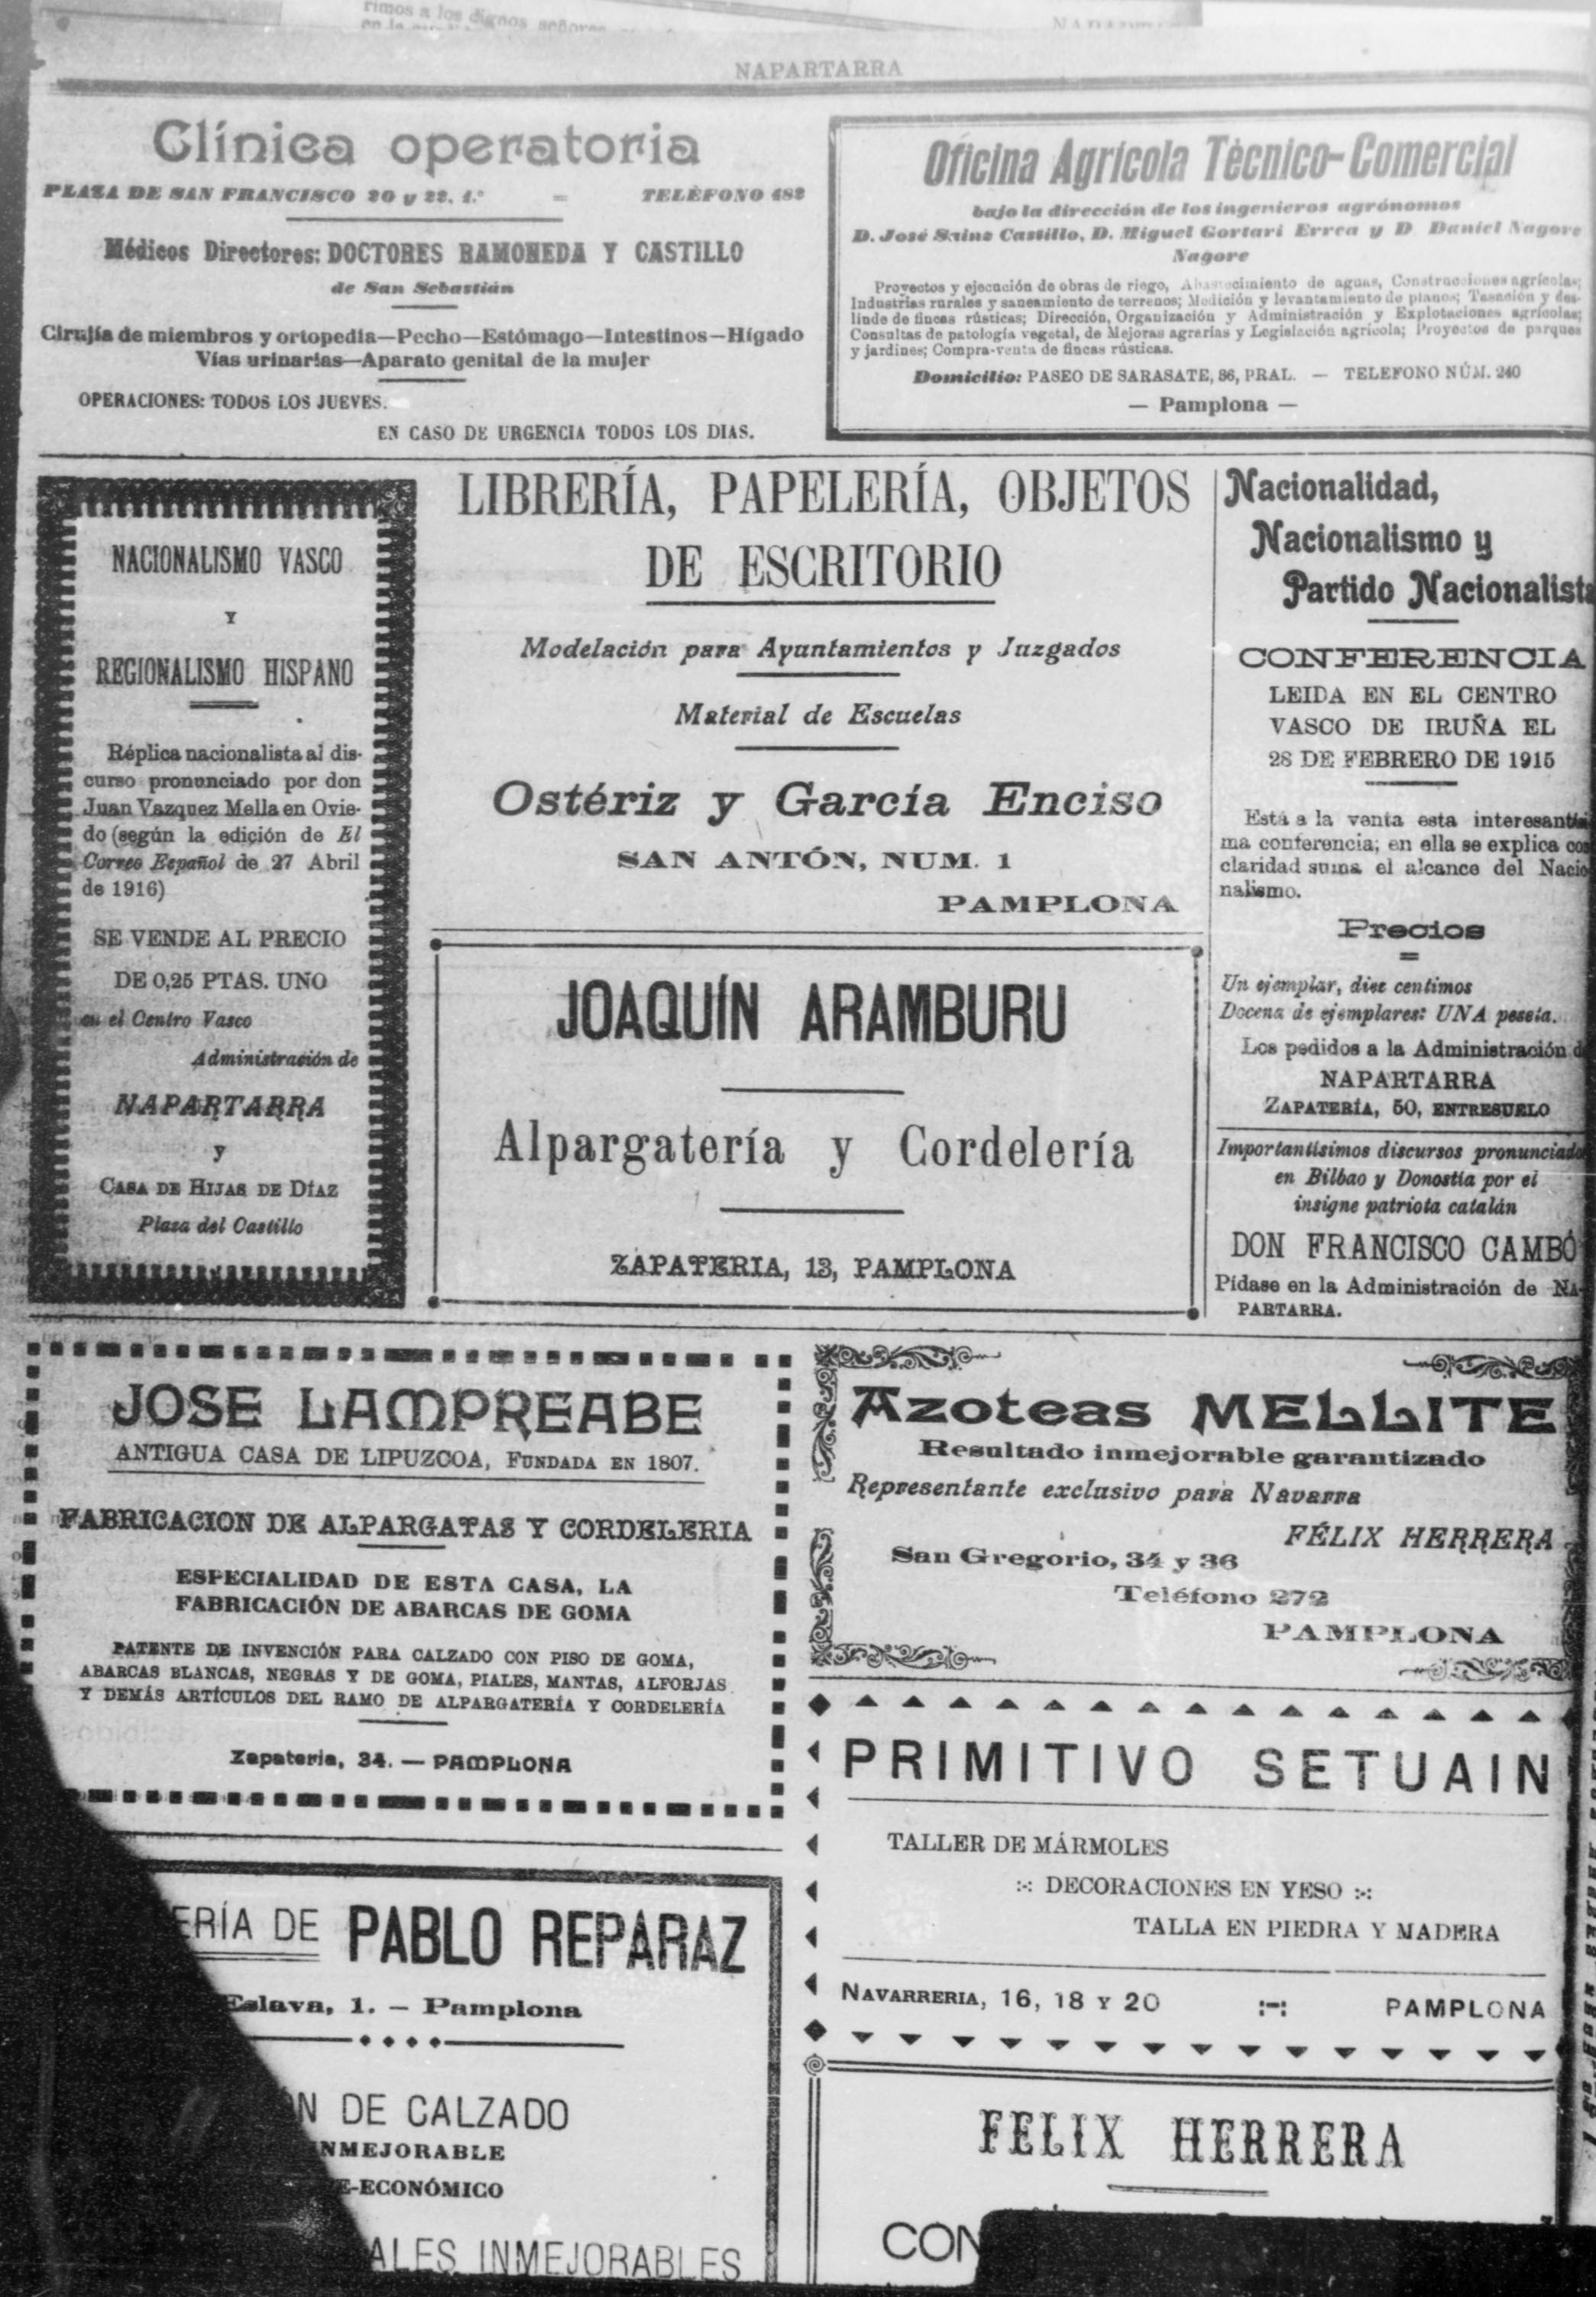 NAPARTARRA
Clínica operatoria
PLAZA DE SAN FRANCISCO 20 y 22. 1.° = TELÉFONO 482
Médicos Directores: DOCTORES RAMONEDA Y CASTILLO
de San Sebastián
Cirujía de miembros y ortopedia—Pecho—Estómago—Intestinos—Hígado
Vías urinarias—Aparato genital de la mujer
OPERACIONES: TODOS LOS JUEVES.
EN CASO DE URGENCIA TODOS LOS DIAS.
Oficina Agrícola Técnico-Comercial
bajo la dirección de los ingenieros agrónomos
D. José Sainz Castillo, D. Miguel Gortari Errea y D. Daniel Nagore
Nagore
Proyectos y ejecución de obras de riego, Abastecimiento de aguas, Construcciones agrícolas;
Industrias rurales y saneamiento de terrenos; Medición y levantamiento de planos; Tasación y des-
linde de fincas rústicas; Dirección, Organización y Administración y Explotaciones agrícolas;
Consultas de patología vegetal, de Mejoras agrarias y Legislación agrícola; Proyectos de parques
y jardines; Compra-venta de fincas rústicas.
Domicilio: PASEO DE SARASATE, 36, PRAL. — TELEFONO NÚM. 240
— Pamplona —
NACIONALISMO VASCO
Y
REGIONALISMO HISPANO
Réplica nacionalista al dis-
curso pronunciado por don
Juan Vazquez Mella en Ovie-
do (según la edición de El
Correo Español de 27 Abril
de 1916)
SE VENDE AL PRECIO
DE 0,25 PTAS. UNO
en el Centro Vasco
Administración de
NAPARTARRA
y
CASA DE HIJAS DE DÍAZ
Plaza del Castillo
LIBRERÍA, PAPELERÍA, OBJETOS
DE ESCRITORIO
Modelación para Ayuntamientos y Juzgados
Material de Escuelas
Ostériz y García Enciso
SAN ANTÓN, NUM. 1
PAMPLONA
JOAQUÍN ARAMBURU
Alpargatería y Cordelería
ZAPATERIA, 13, PAMPLONA
Nacionalidad,
Nacionalismo y
Partido Nacionalista
CONFERENCIA
LEIDA EN EL CENTRO
VASCO DE IRUÑA EL
28 DE FEBRERO DE 1915
Está a la venta esta interesantísi
ma conferencia; en ella se explica con
claridad suma el alcance del Nacio
nalismo.
Precios
Un ejemplar, diez centimos
Docena de ejemplares: UNA peseta.
Los pedidos a la Administración d
NAPARTARRA
ZAPATERÍA, 50, ENTRESUELO
Importantísimos discursos pronunciado
en Bilbao y Donostia por el
insigne patriota catalán
DON FRANCISCO CAMBÓ
Pídase en la Administración de NA-
PARTARRA.
JOSE LAMPREABE
ANTIGUA CASA DE LIPUZCOA, FUNDADA EN 1807.
FABRICACION DE ALPARGATAS Y CORDELERIA
ESPECIALIDAD DE ESTA CASA, LA
FABRICACIÓN DE ABARCAS DE GOMA
PATENTE DE INVENCIÓN PARA CALZADO CON PISO DE GOMA,
ABARCAS BLANCAS, NEGRAS Y DE GOMA, PIALES, MANTAS, ALFORJAS
Y DEMÁS ARTÍCULOS DEL RAMO DE ALPARGATERÍA Y CORDELERÍA
Zapateria, 34. — PAMPLONA
Azoteas MELLITE
Resultado inmejorable garantizado
Representante exclusivo para Navarra
FÉLIX HERRERA
San Gregorio, 34 y 36
Teléfono 272
PAMPLONA
PRIMITIVO SETUAIN
TALLER DE MÁRMOLES
:-: DECORACIONES EN YESO :-:
TALLA EN PIEDRA Y MADERA
NAVARRERIA, 16, 18 Y 20 :-: PAMPLONA
ERÍA DE PABLO REPARAZ
Eslava, 1. — Pamplona
N DE CALZADO
NMEJORABLE
E-ECONÓMICO
ALES INMEJORABLES
FELIX HERRERA
CON